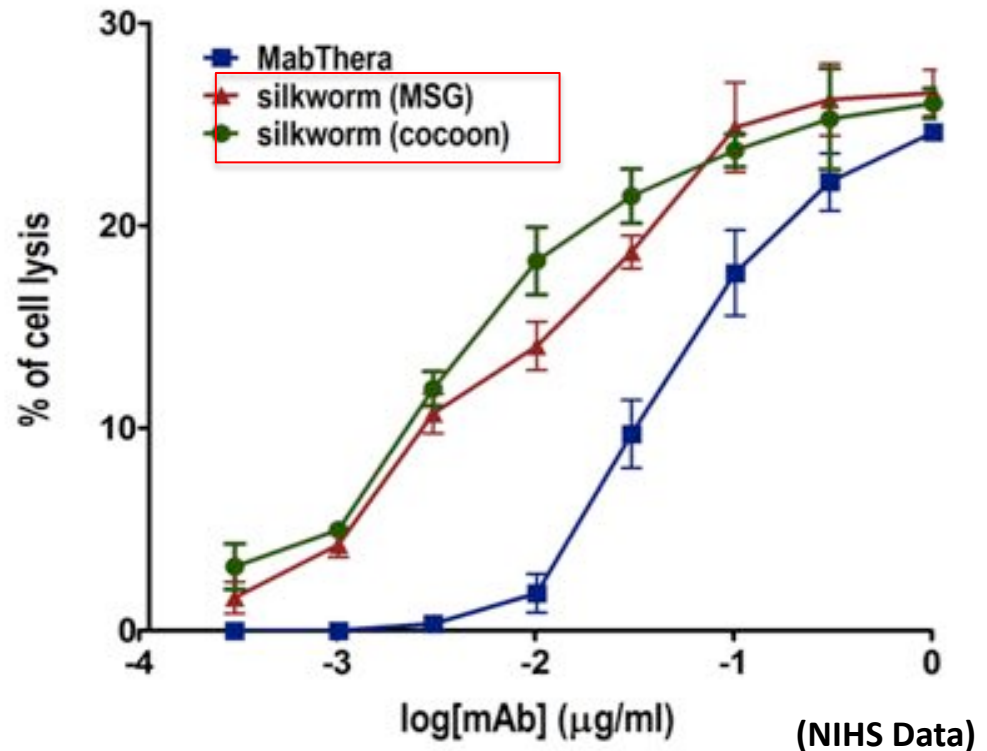 30
MabThera
silkworm (MSG)
silkworm (cocoon)
20
% of cell lysis
10
0
-4
-3
-2
-1
0
log[mAb] (μg/ml)
(NIHS Data)